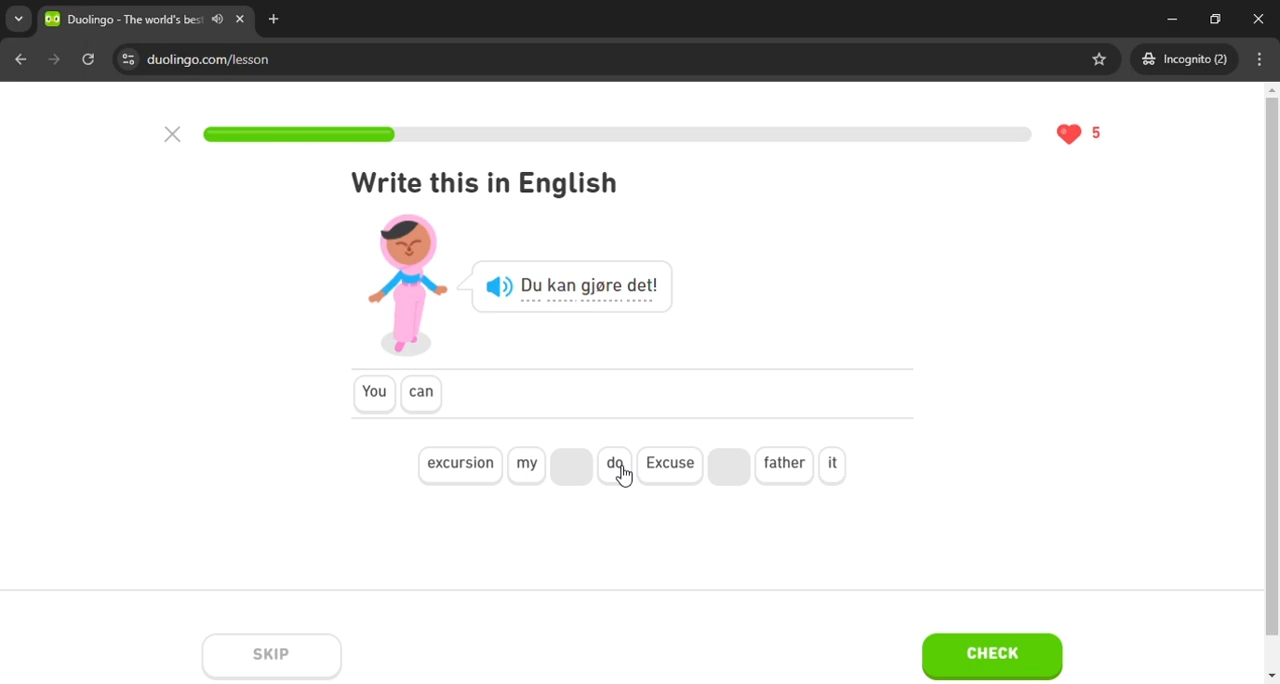 Duolingo - The world's bes
duolingo.com/lesson
Incognito (2)
5
Write this in English
Du kan gjøre det!
You can
excursion my do Excuse father it
SKIP
CHECK